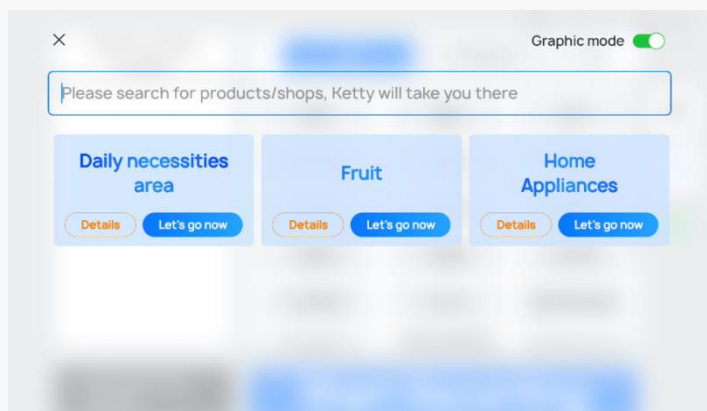 Graphic mode
Please search for products/shops, Ketty will take you there
Daily necessities
area
Details
Let's go now
Fruit
Details
Let's go now
Home
Appliances
Details
Let's go now